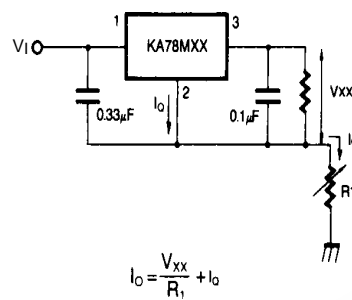 1
3
VI
KA78MXX
2
IQ
0.33µF
0.1µF
VXX
I
R1
IO = VXX / R1 + IQ